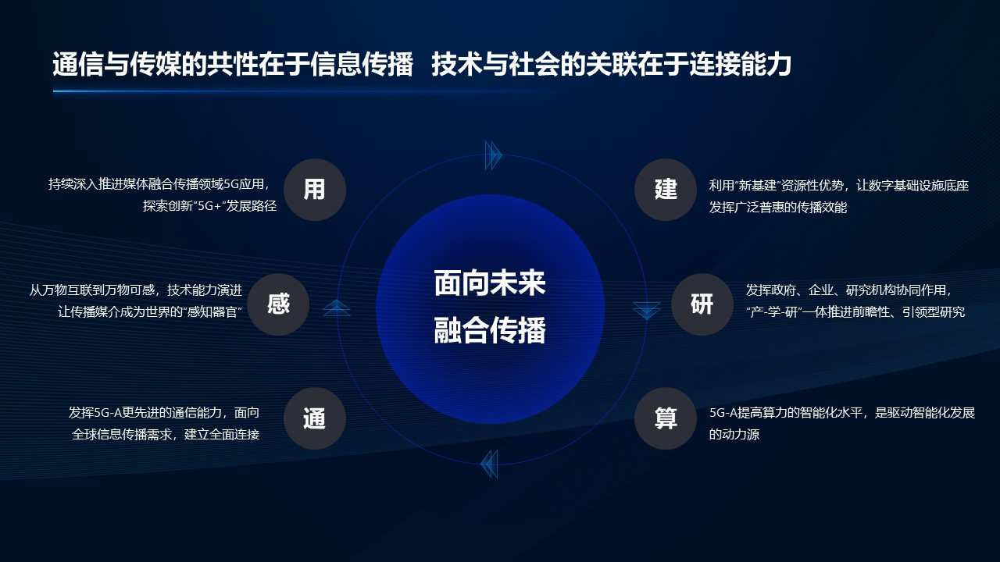 通信与传媒的共性在于信息传播 技术与社会的关联在于连接能力
用
持续深入推进媒体融合传播领域5G应用，
探索创新“5G+”发展路径
感
从万物互联到万物可感，技术能力演进
让传播媒介成为世界的“感知器官”
通
发挥5G-A更先进的通信能力，面向
全球信息传播需求，建立全面连接
面向未来
融合传播
建
利用“新基建”资源性优势，让数字基础设施底座
发挥广泛普惠的传播效能
研
发挥政府、企业、研究机构协同作用，
“产-学-研”一体推进前瞻性、引领型研究
算
5G-A提高算力的智能化水平，是驱动智能化发展
的动力源